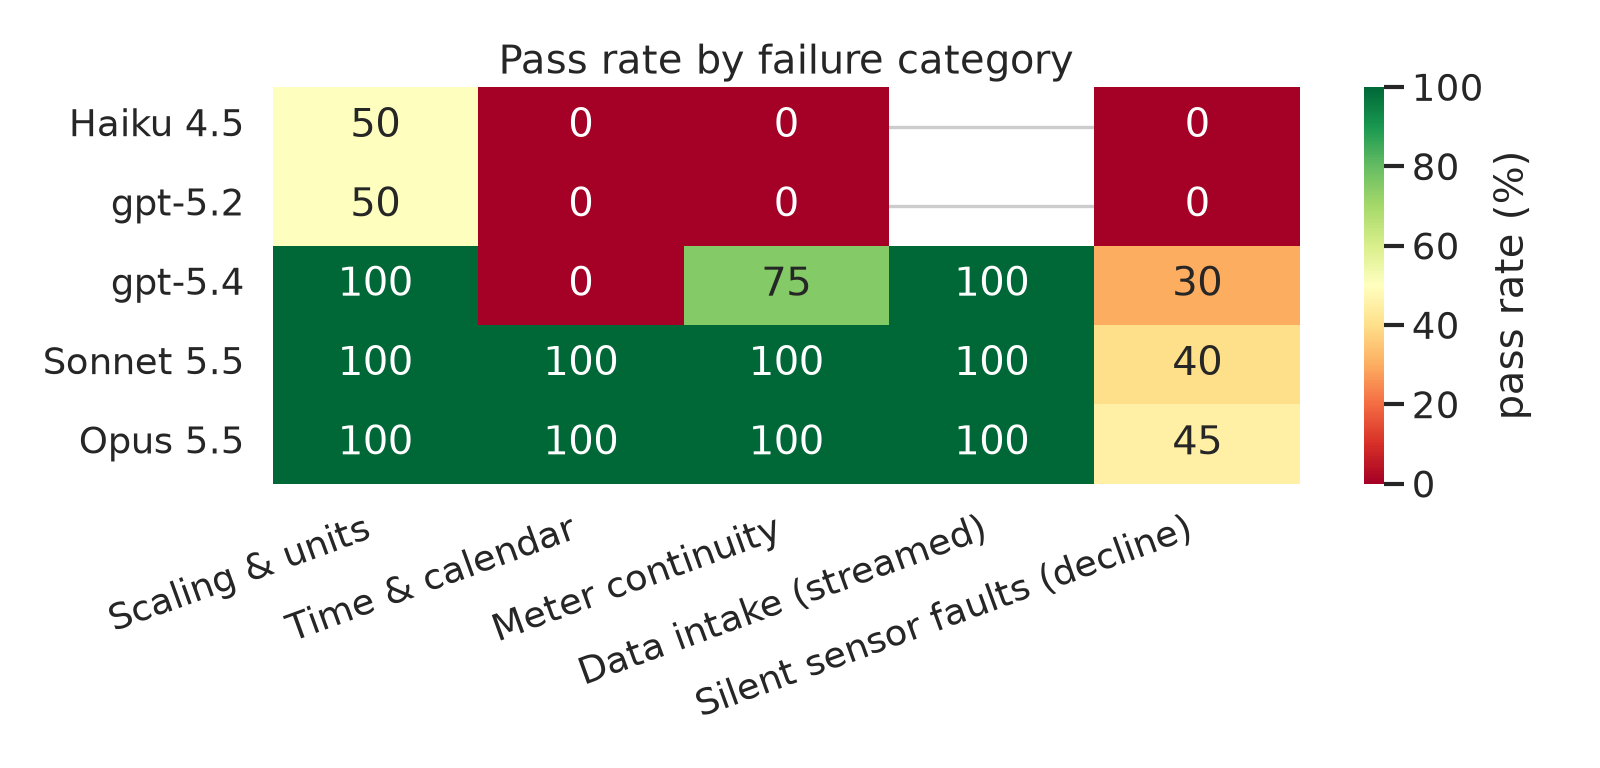 Pass rate by failure category
Haiku 4.5 50 0 0 0
gpt-5.2 50 0 0 0
gpt-5.4 100 0 75 100 30
Sonnet 5.5 100 100 100 100 40
Opus 5.5 100 100 100 100 45
Scaling & units
Time & calendar
Meter continuity
Data intake (streamed)
Silent sensor faults (decline)
100
80
60
40
20
0
pass rate (%)